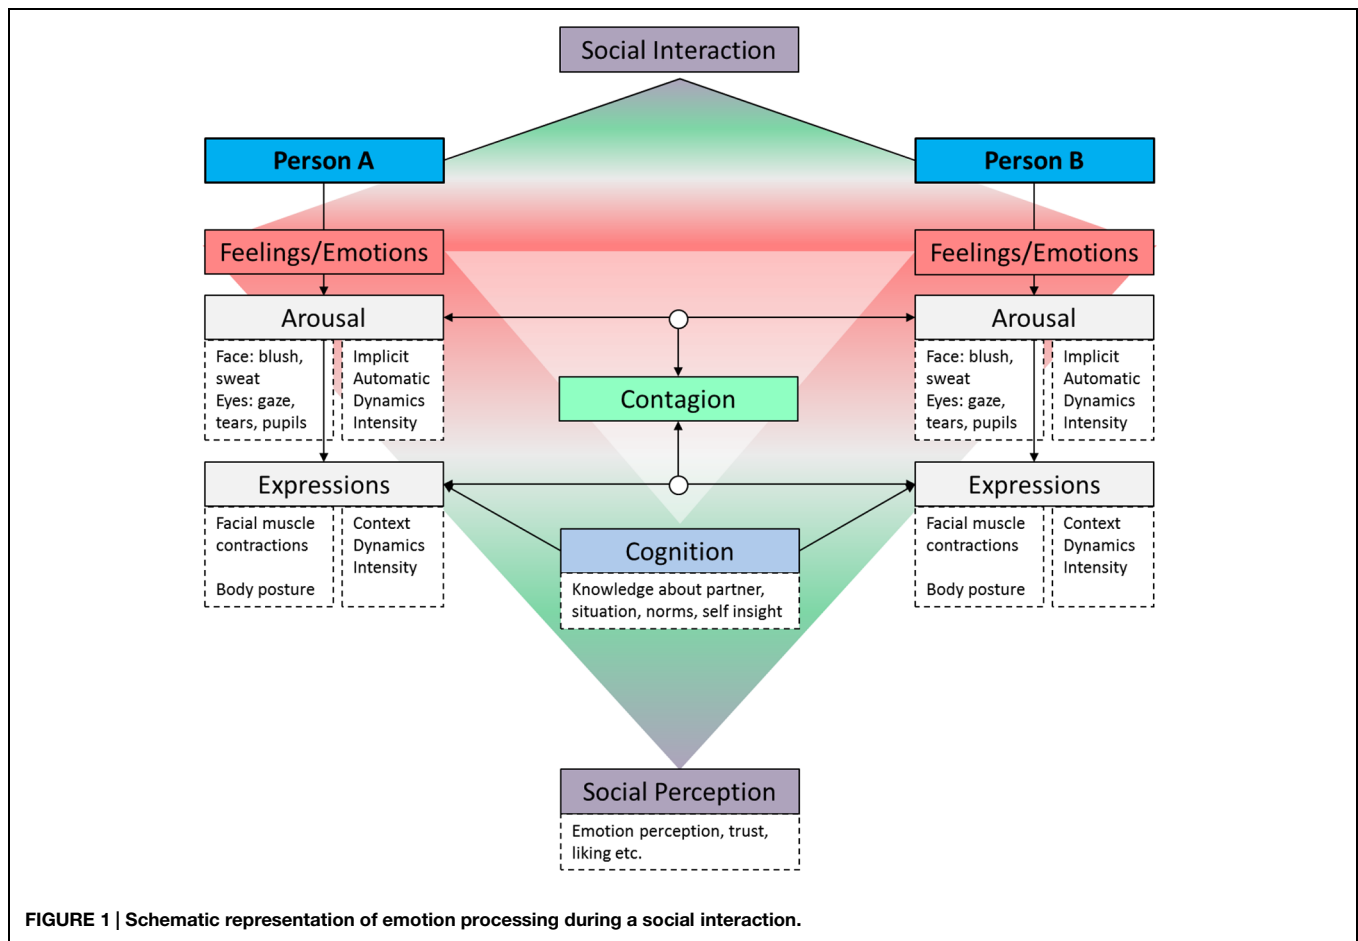 Social Interaction
Person A
Person B
Feelings/Emotions
Feelings/Emotions
Arousal
Arousal
Face: blush,
sweat
Eyes: gaze,
tears, pupils
Implicit
Automatic
Dynamics
Intensity
Contagion
Face: blush,
sweat
Eyes: gaze,
tears, pupils
Implicit
Automatic
Dynamics
Intensity
Expressions
Expressions
Facial muscle
contractions
Body posture
Context
Dynamics
Intensity
Cognition
Knowledge about partner,
situation, norms, self insight
Facial muscle
contractions
Body posture
Context
Dynamics
Intensity
Social Perception
Emotion perception, trust,
liking etc.
FIGURE 1 | Schematic representation of emotion processing during a social interaction.